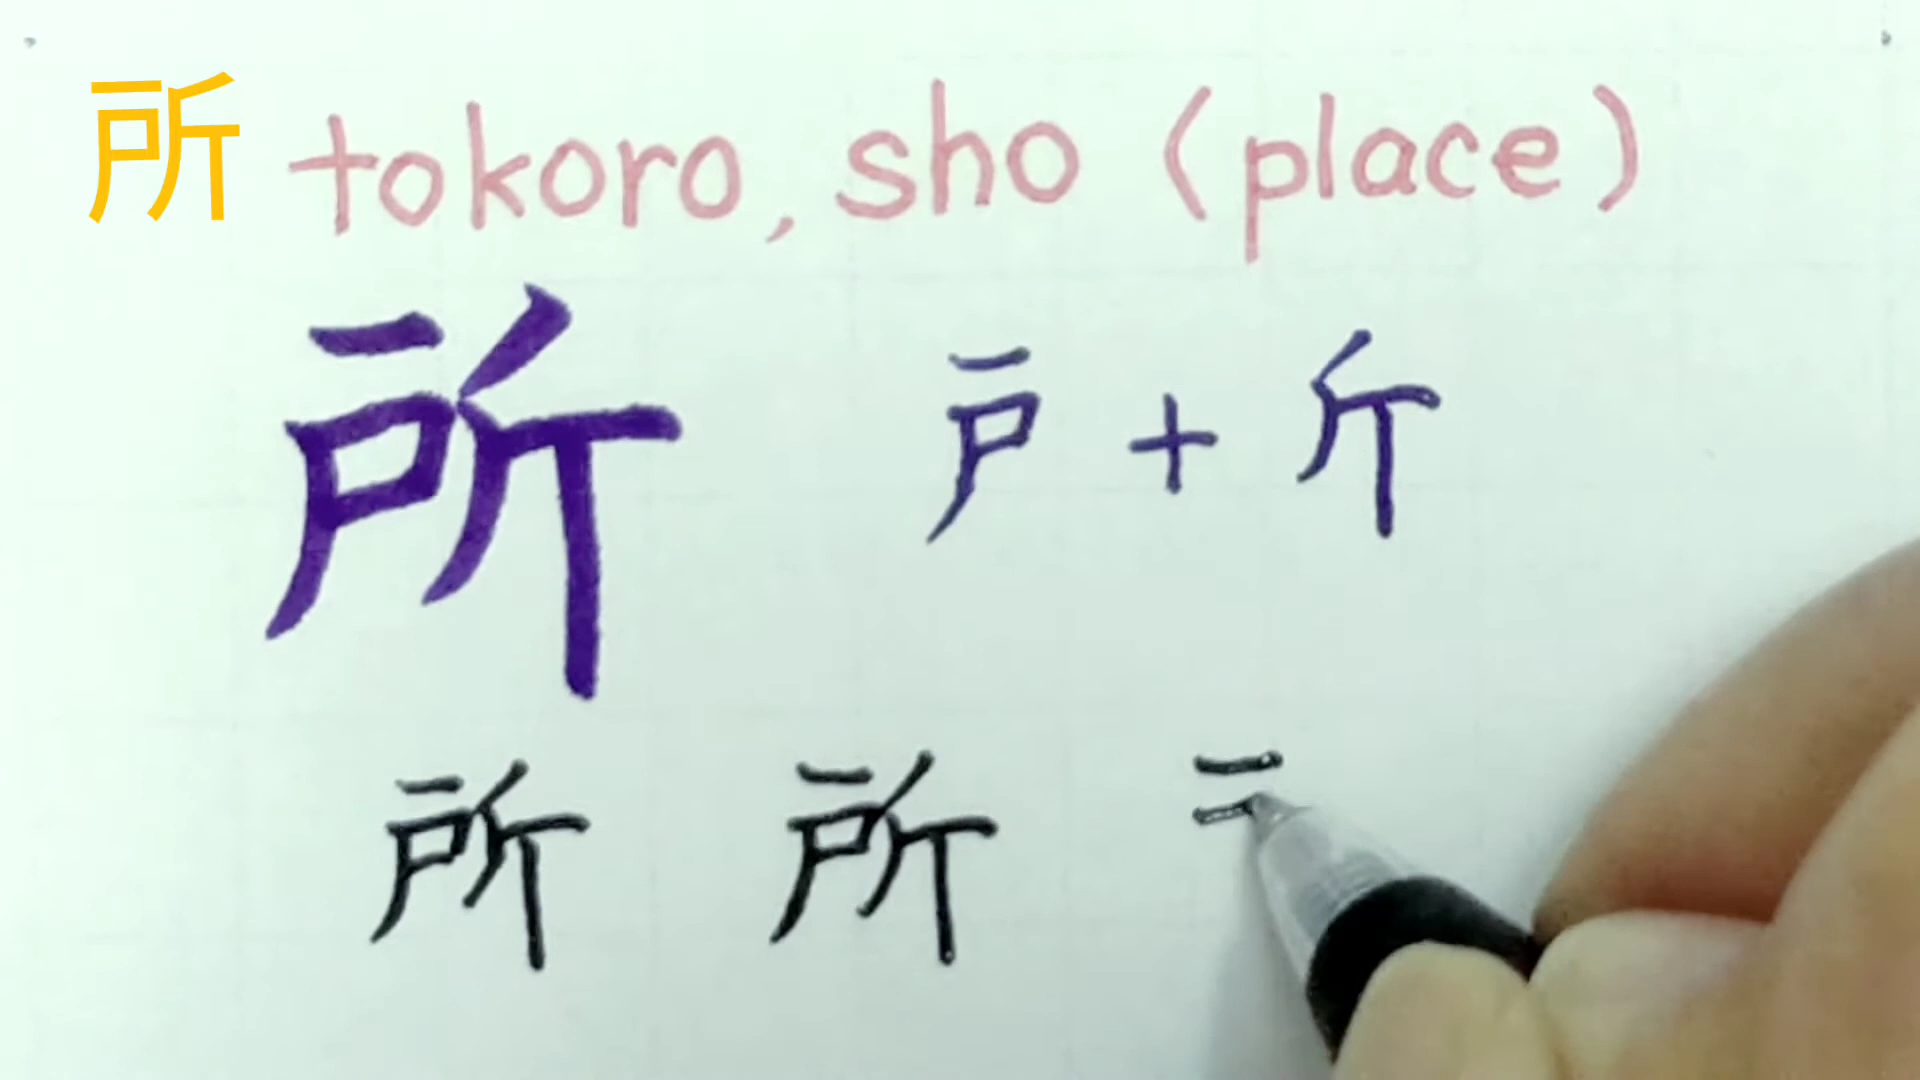 所 tokoro, sho (place)
所 戸 + 斤
所 所